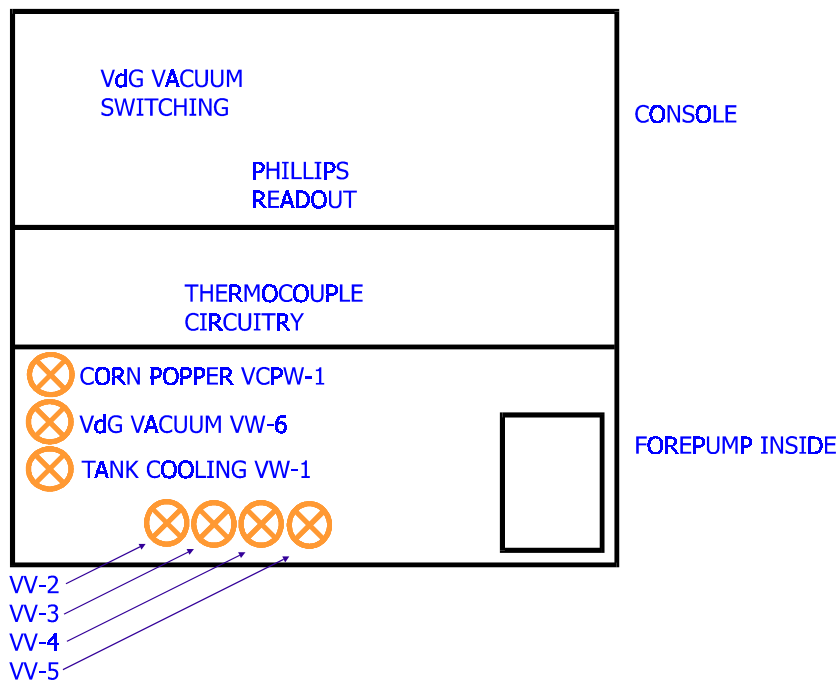 VdG VACUUM
SWITCHING
CONSOLE
PHILLIPS
READOUT
THERMOCOUPLE
CIRCUITRY
CORN POPPER VCPW-1
VdG VACUUM VW-6
TANK COOLING VW-1
FOREPUMP INSIDE
VV-2
VV-3
VV-4
VV-5